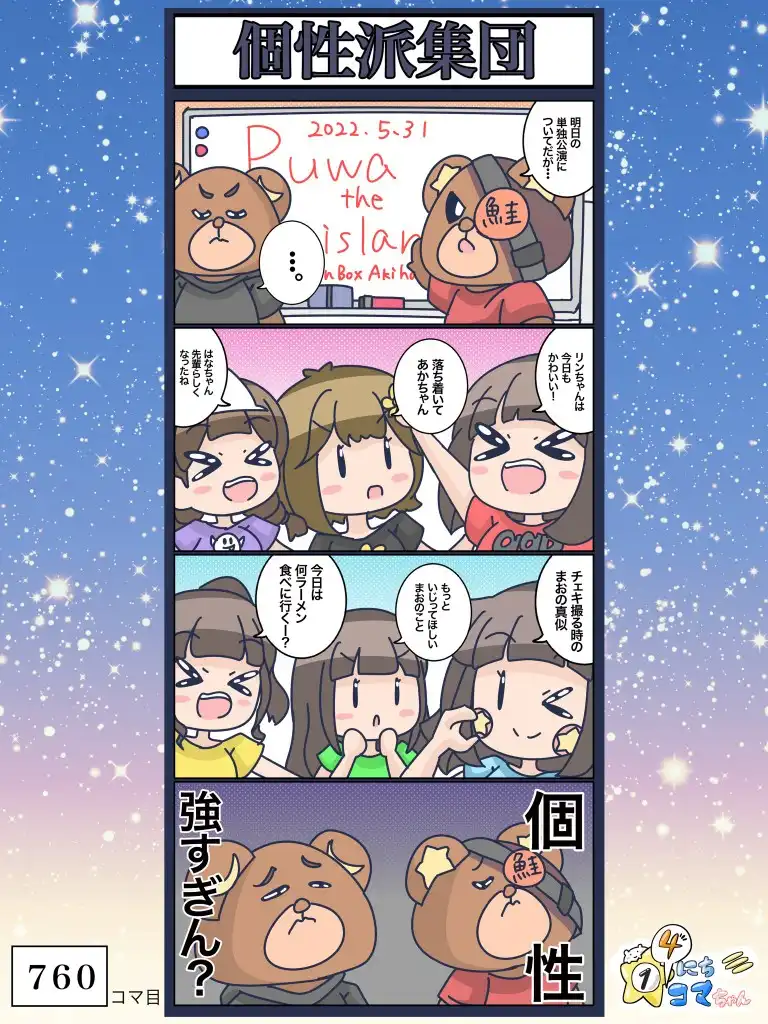 個性派集団
明日の
単独公演に
ついてだが…
鮭
2022.5.31
Puwa
the
islan
n Box Akiha
…。
リンちゃんは
今日も
かわいい！
落ち着いて
あかちゃん
はなちゃん
先輩らしく
なったね
チェキ撮る時の
まおの真似
もっと
いじってほしい
まおのこと
今日は
何ラーメン
食べに行くー？
個性
鮭
強すぎん？
760
コマ目
1
4
にち
コマちゃん